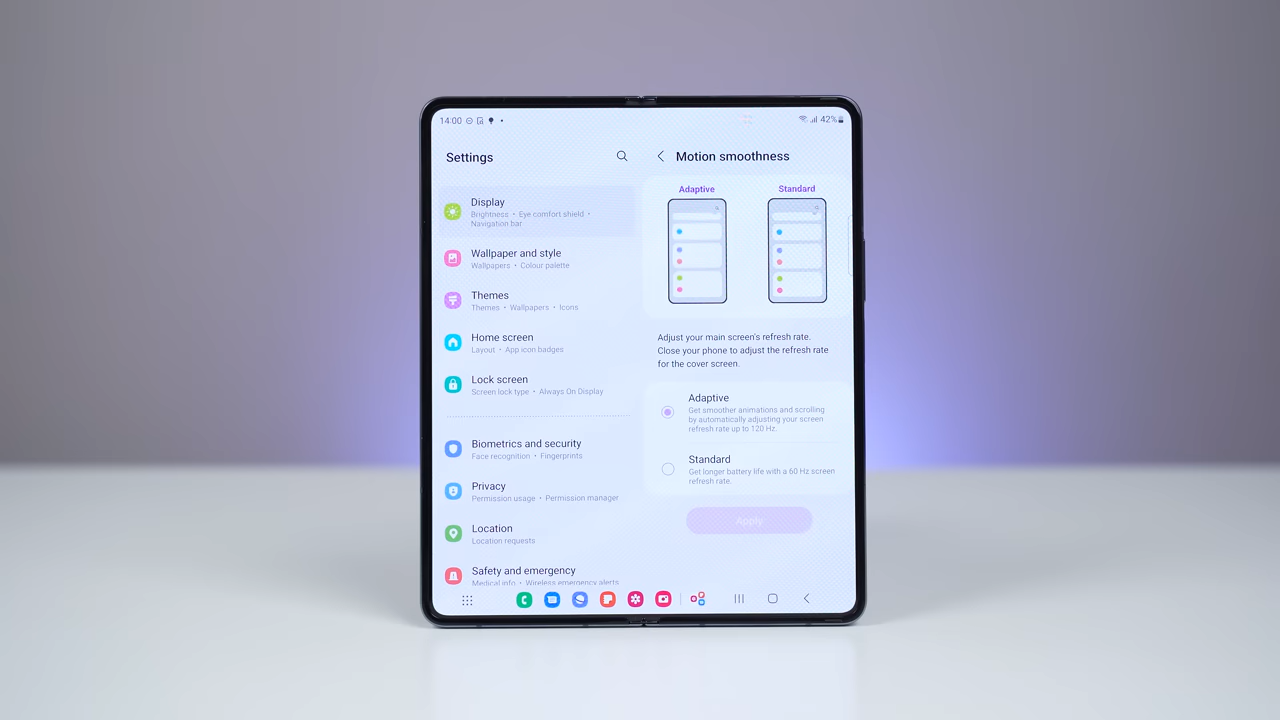 14:00
42%
Settings
Display
Brightness • Eye comfort shield •
Navigation bar
Wallpaper and style
Wallpapers • Colour palette
Themes
Themes • Wallpapers • Icons
Home screen
Layout • App icon badges
Lock screen
Screen lock type • Always On Display
Biometrics and security
Face recognition • Fingerprints
Privacy
Permission usage • Permission manager
Location
Location requests
Safety and emergency
Medical info • Wireless emergency alerts
Motion smoothness
Adaptive
Standard
Adjust your main screen's refresh rate.
Close your phone to adjust the refresh rate
for the cover screen.
Adaptive
Get smoother animations and scrolling
by automatically adjusting your screen
refresh rate up to 120 Hz.
Standard
Get longer battery life with a 60 Hz screen
refresh rate.
Apply